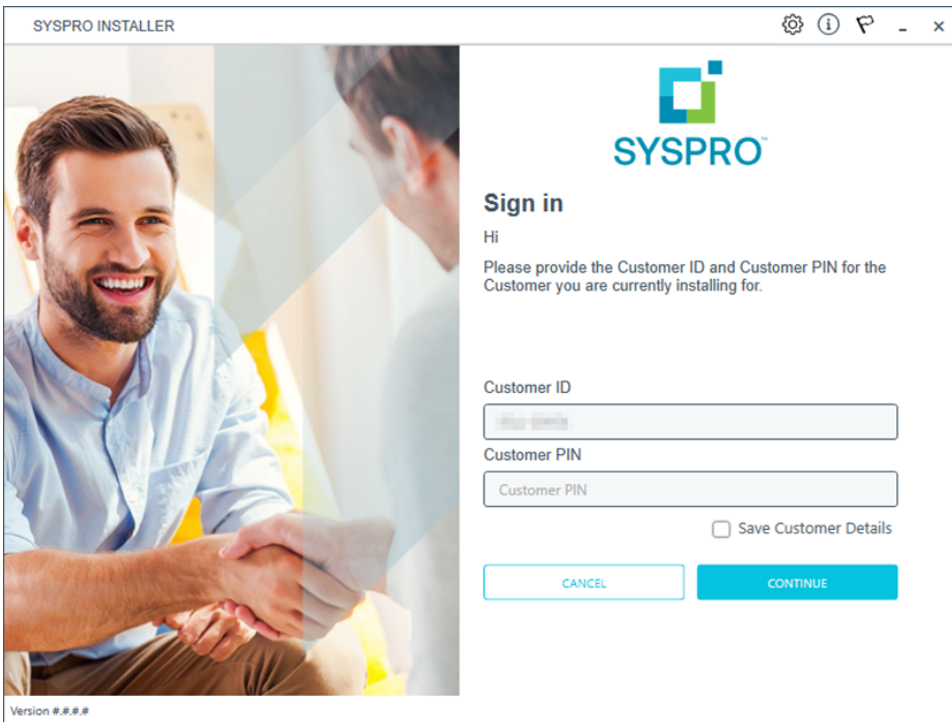 SYSPRO INSTALLER
SYSPRO™
Sign in
Hi
Please provide the Customer ID and Customer PIN for the
Customer you are currently installing for.
Customer ID
Customer PIN
Customer PIN
Save Customer Details
CANCEL
CONTINUE
Version #.#.#.#